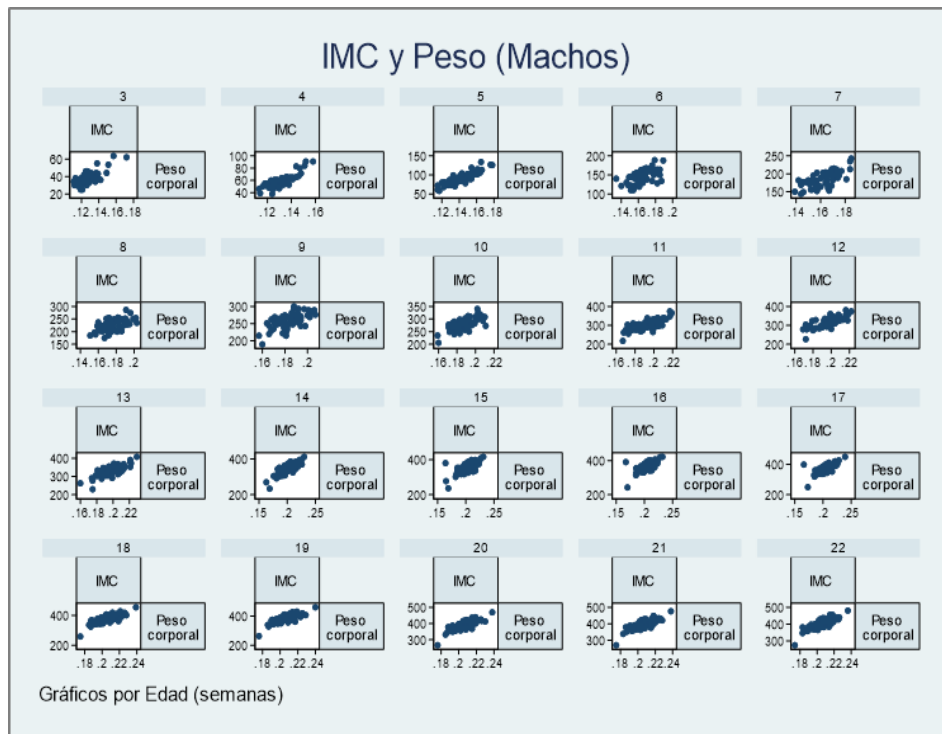 IMC y Peso (Machos)
3 4 5 6 7
IMC IMC IMC IMC IMC
60 100 150 200 250
40 80 100 150 200
20 60 50 100 150
40
Peso corporal Peso corporal Peso corporal Peso corporal Peso corporal
.12 .14 .16 .18 .12 .14 .16 .12 .14 .16 .18 .14 .16 .18 .2 .14 .16 .18
8 9 10 11 12
IMC IMC IMC IMC IMC
300 300 350 400 400
250 250 300 300 300
200 200 250 200 200
150 200
Peso corporal Peso corporal Peso corporal Peso corporal Peso corporal
.14 .16 .18 .2 .16 .18 .2 .16 .18 .2 .22 .16 .18 .2 .22 .16 .18 .2 .22
13 14 15 16 17
IMC IMC IMC IMC IMC
400 400 400 400 400
300 200 200 200 200
200
Peso corporal Peso corporal Peso corporal Peso corporal Peso corporal
.16 .18 .2 .22 .15 .2 .25 .15 .2 .25 .15 .2 .25 .15 .2 .25
18 19 20 21 22
IMC IMC IMC IMC IMC
400 400 500 500 500
200 200 400 400 400
300 300 300
Peso corporal Peso corporal Peso corporal Peso corporal Peso corporal
.18 .2 .22 .24 .18 .2 .22 .24 .18 .2 .22 .24 .18 .2 .22 .24 .18 .2 .22 .24
Gráficos por Edad (semanas)